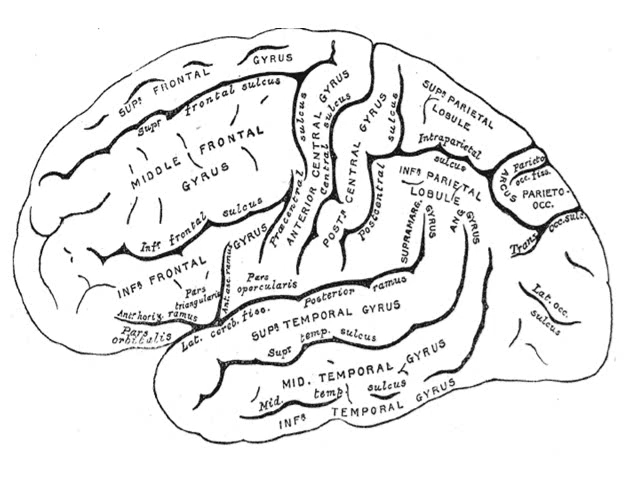 SUPR FRONTAL GYRUS
Supr frontal sulcus
MIDDLE FRONTAL
GYRUS
Infr frontal sulcus
INFR FRONTAL
GYRUS
Pars
triangularis
Ant. asc. ramus
Pars
opercularis
Antr horiz. ramus
Pars
orbitalis
Præcentral sulcus
ANTERIOR CENTRAL GYRUS
Central sulcus
POSTR CENTRAL GYRUS
Postcentral sulcus
SUPR PARIETAL
LOBULE
Intraparietal
sulcus
INFR PARIETAL
LOBULE
SUPRAMARG.
GYRUS
ANG.
GYRUS
Parieto
occ. fiss.
ARCUS
PARIETO-
OCC.
Trans. occ. sulc.
Lat. occ.
sulcus
Lat. cereb. fiss. Posterior ramus
SUPR TEMPORAL GYRUS
Supr temp. sulcus
MID. TEMPORAL GYRUS
Mid. temp. sulcus
INFR TEMPORAL GYRUS